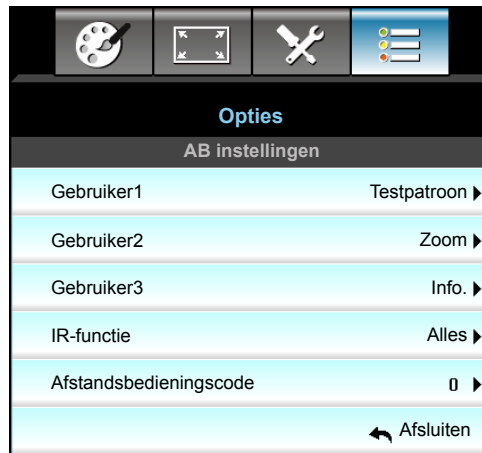 Opties
AB instellingen
Gebruiker1 Testpatroon
Gebruiker2 Zoom
Gebruiker3 Info.
IR-functie Alles
Afstandsbedieningscode 0
Afsluiten